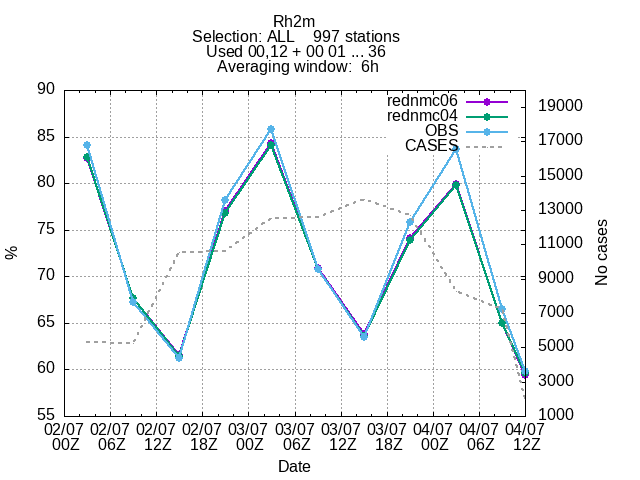 Rh2m
Selection: ALL    997 stations
Used 00,12 + 00 01 ... 36
Averaging window:  6h
90
85
80
75
70
65
60
55
%
rednmc06
rednmc04
OBS
CASES
19000
17000
15000
13000
11000
9000
7000
5000
3000
1000
No cases
02/07 02/07 02/07 02/07 03/07 03/07 03/07 03/07 04/07 04/07 04/07
00Z 06Z 12Z 18Z 00Z 06Z 12Z 18Z 00Z 06Z 12Z
Date